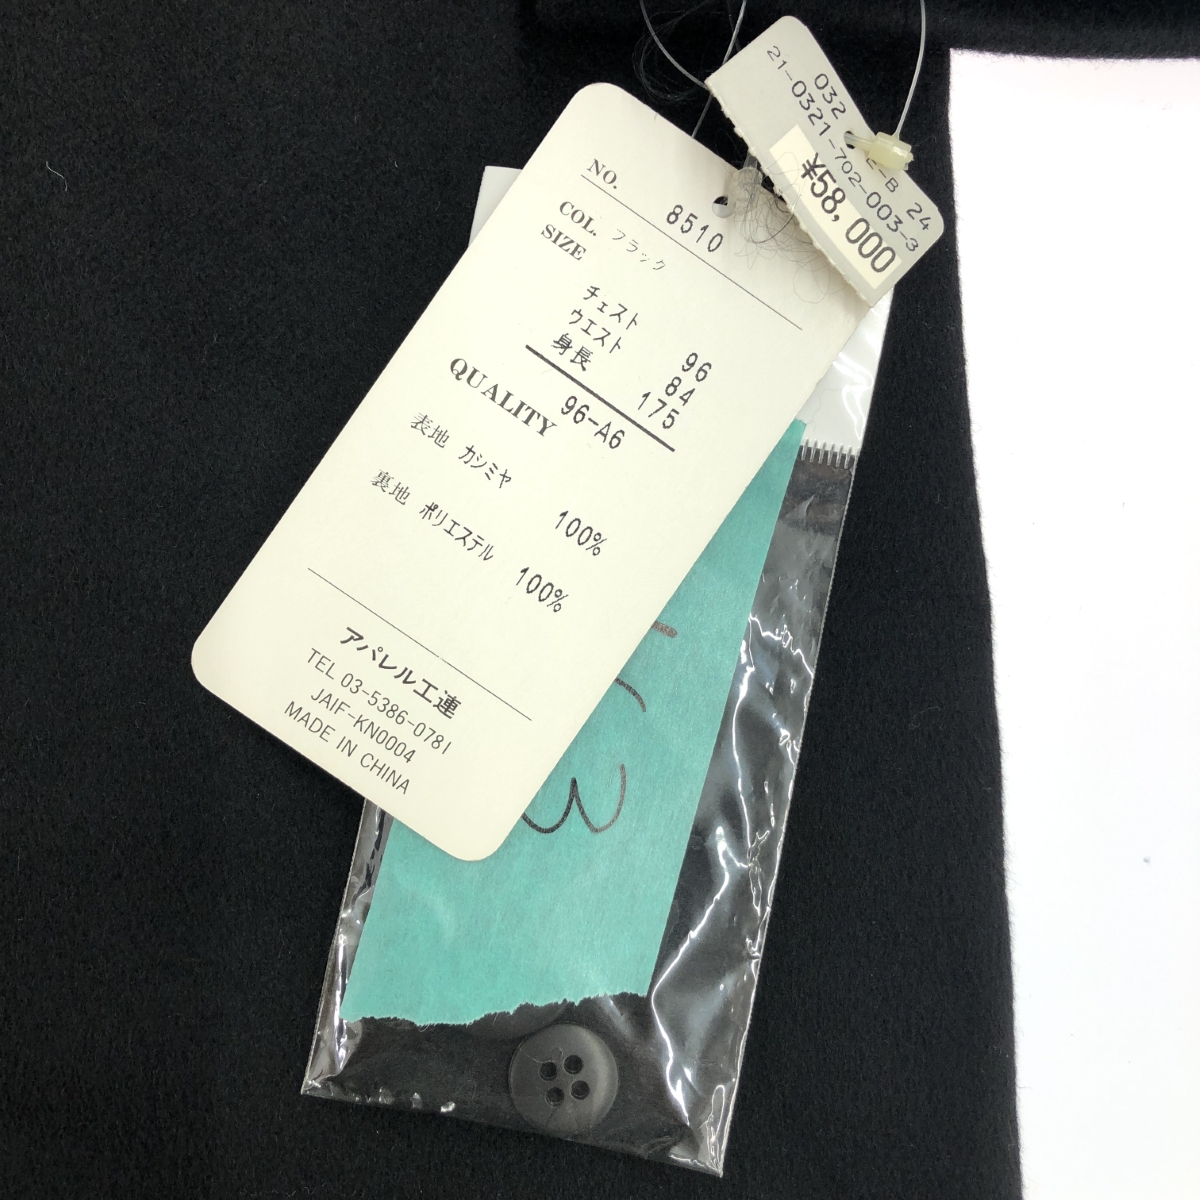 032
2-B 24
21-0321-702-003-3
¥58,000
NO. 8510
COL. ブラック
SIZE
チェスト 96
ウエスト 84
身長 175
96-A6
QUALITY
表地 カシミヤ 100%
裏地 ポリエステル 100%
アパレル工連
TEL 03-5386-0781
JAIF-KN0004
MADE IN CHINA